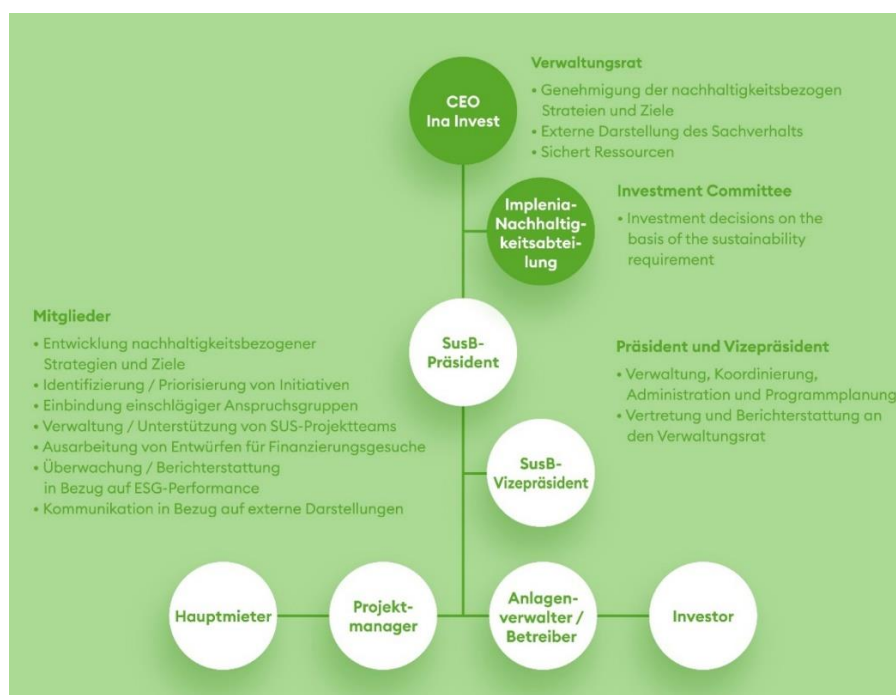 Verwaltungsrat
• Genehmigung der nachhaltigkeitsbezogen
Strateien und Ziele
• Externe Darstellung des Sachverhalts
• Sichert Ressourcen
CEO
Ina Invest
Implenia-
Nachhaltig-
keitsabtei-
lung
Investment Committee
• Investment decisions on the
basis of the sustainability
requirement
Mitglieder
• Entwicklung nachhaltigkeitsbezogener
Strategien und Ziele
• Identifizierung / Priorisierung von Initiativen
• Einbindung einschlägiger Anspruchsgruppen
• Verwaltung / Unterstützung von SUS-Projektteams
• Ausarbeitung von Entwürfen für Finanzierungsgesuche
• Überwachung / Berichterstattung
in Bezug auf ESG-Performance
• Kommunikation in Bezug auf externe Darstellungen
SusB-
Präsident
Präsident und Vizepräsident
• Verwaltung, Koordinierung,
Administration und Programmplanung
• Vertretung und Berichterstattung an
den Verwaltungsrat
SusB-
Vizepräsident
Hauptmieter
Projekt-
manager
Anlagen-
verwalter /
Betreiber
Investor